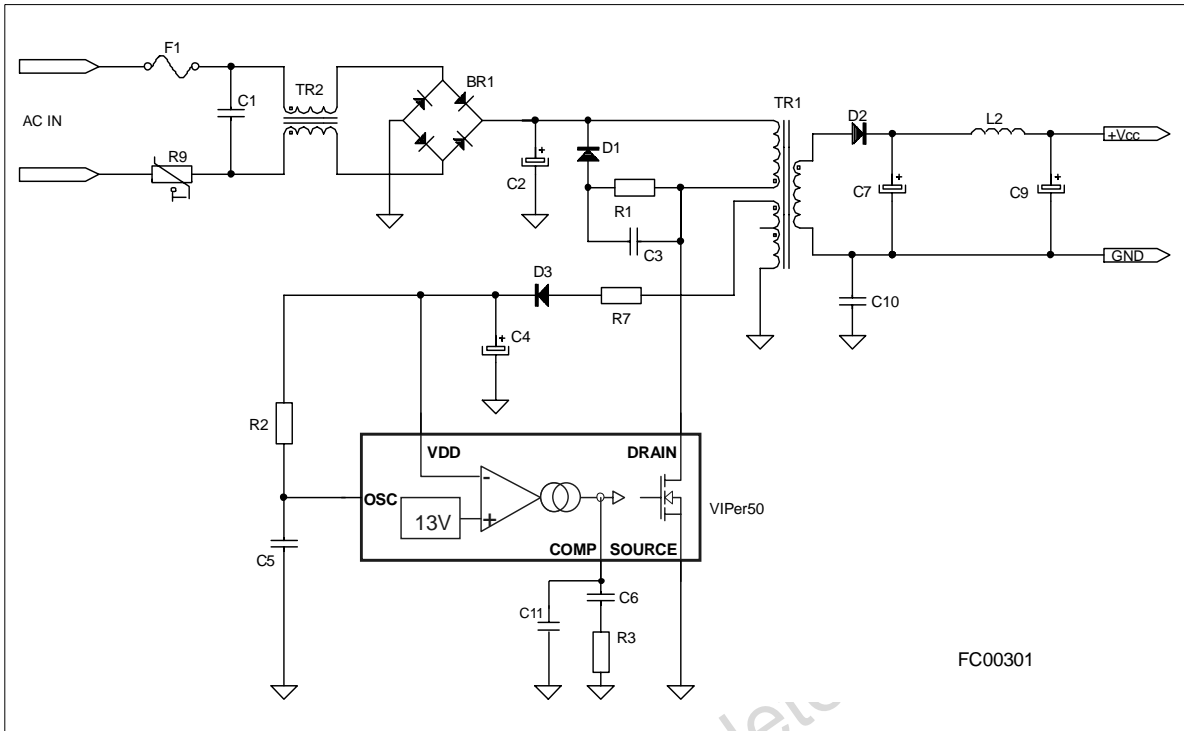 F1
AC IN
C1
TR2
BR1
R9
T°
C2
D1
R1
C3
TR1
D2
L2
+Vcc
C7
C9
GND
C10
D3
R7
C4
R2
VDD
DRAIN
OSC
-
+
13V
VIPer50
COMP
SOURCE
C5
C11
C6
R3
FC00301